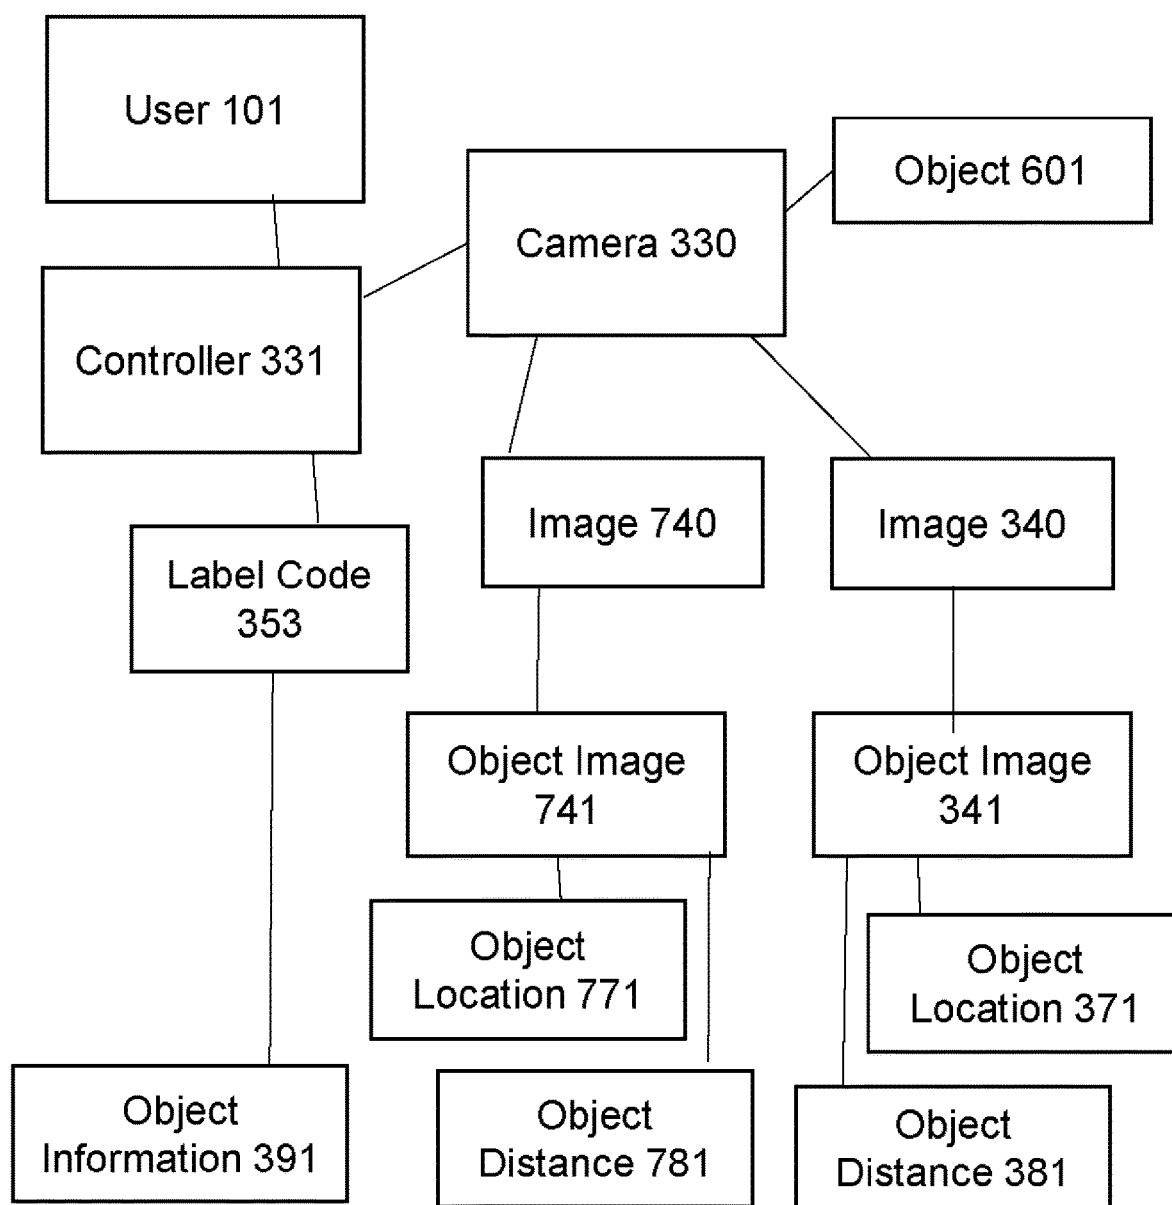 User 101
Object 601
Camera 330
Controller 331
Image 740
Image 340
Label Code
353
Object Image
741
Object Image
341
Object
Location 771
Object
Location 371
Object
Information 391
Object
Distance 781
Object
Distance 381